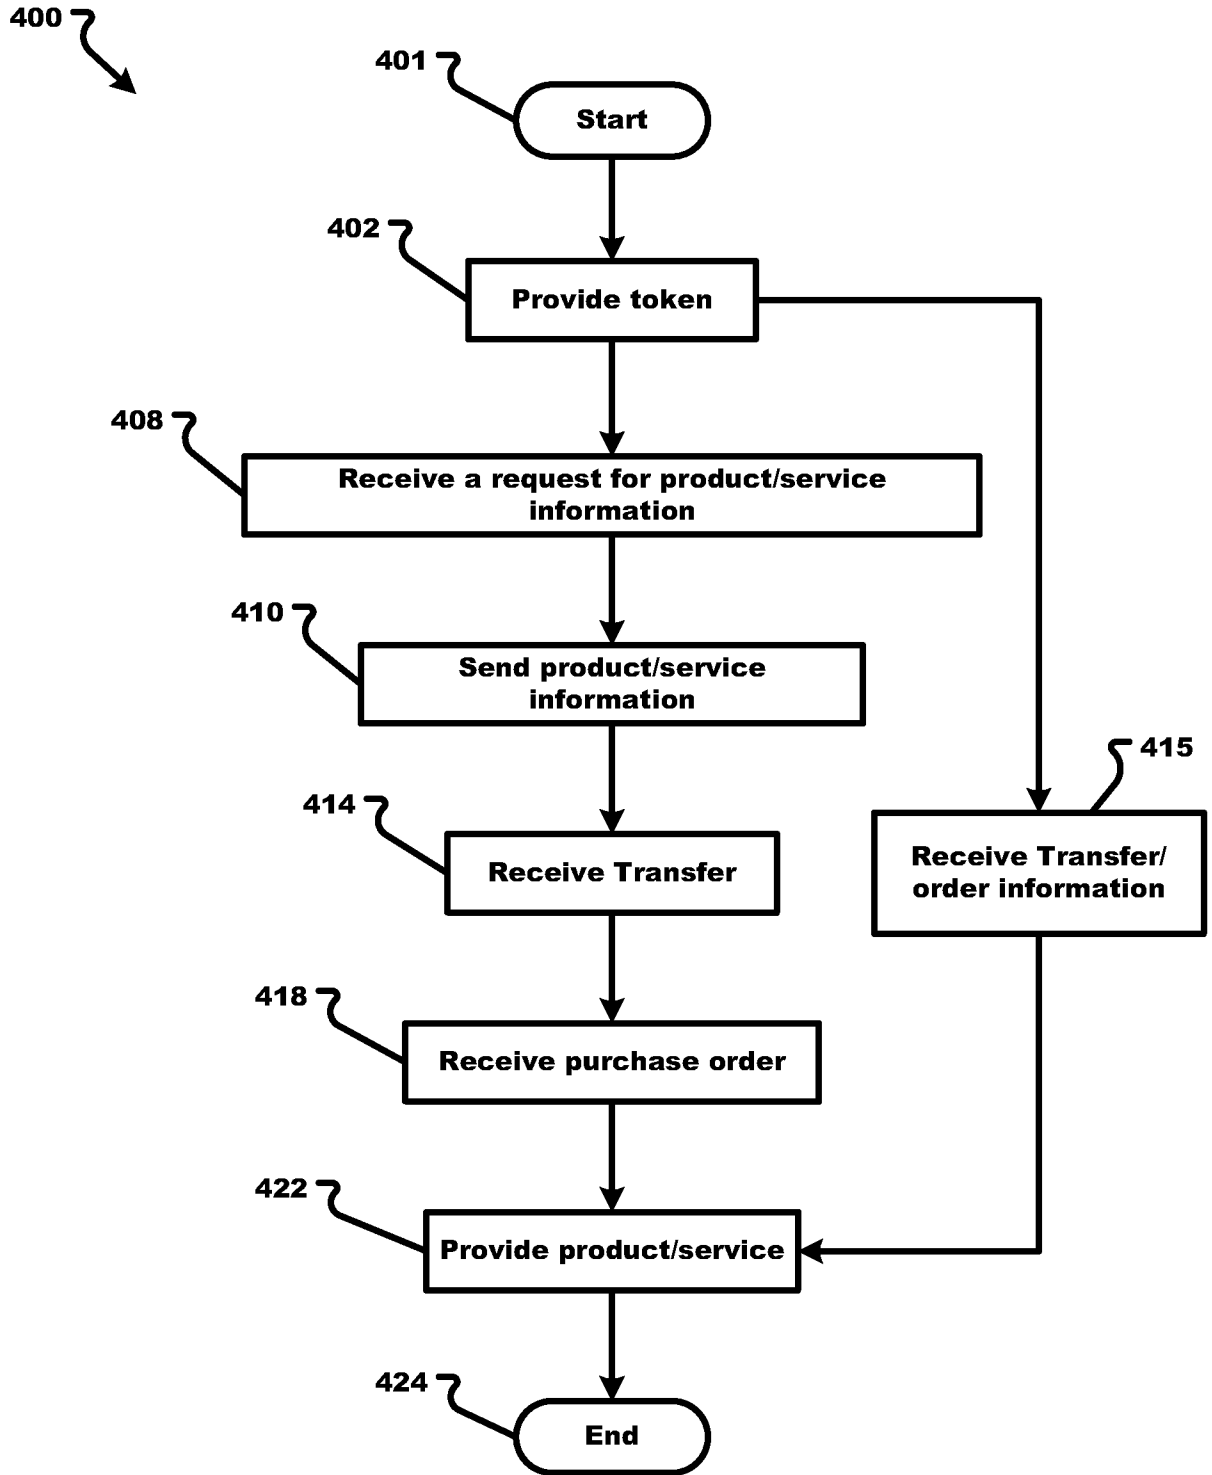 400
401
Start
402
Provide token
408
Receive a request for product/service
information
410
Send product/service
information
415
414
Receive Transfer
Receive Transfer/
order information
418
Receive purchase order
422
Provide product/service
424
End